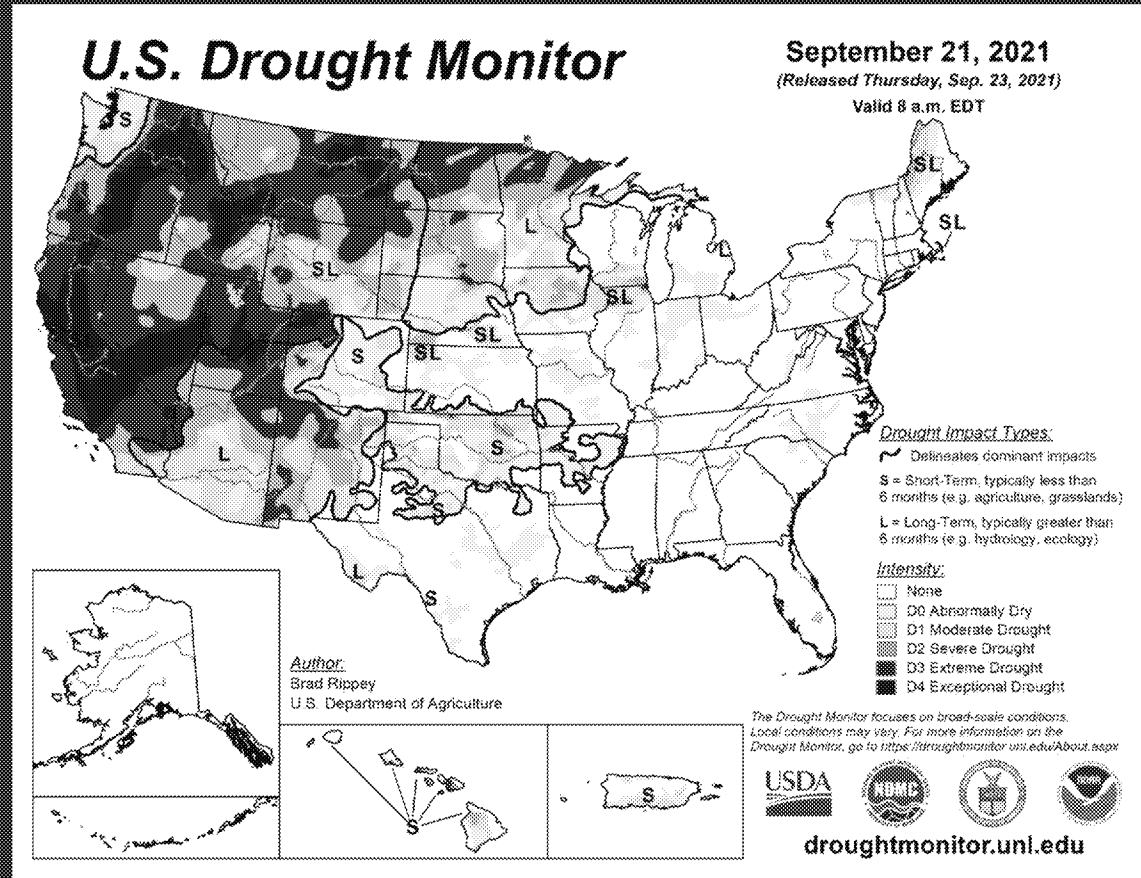 U.S. Drought Monitor
September 21, 2021
(Released Thursday, Sep. 23, 2021)
Valid 8 a.m. EDT
S
SL
SL
L
L
SL
SL
SL
SL
S
L
S
S
L
S
Drought Impact Types:
Delineates dominant impacts
S = Short-Term, typically less than
6 months (e.g. agriculture, grasslands)
L = Long-Term, typically greater than
6 months (e.g. hydrology, ecology)
Intensity:
None
D0 Abnormally Dry
D1 Moderate Drought
D2 Severe Drought
D3 Extreme Drought
D4 Exceptional Drought
Author:
Brad Rippey
U.S. Department of Agriculture
S
S
The Drought Monitor focuses on broad-scale conditions.
Local conditions may vary. For more information on the
Drought Monitor, go to https://droughtmonitor.unl.edu/About.aspx
USDA
NDMC
droughtmonitor.unl.edu